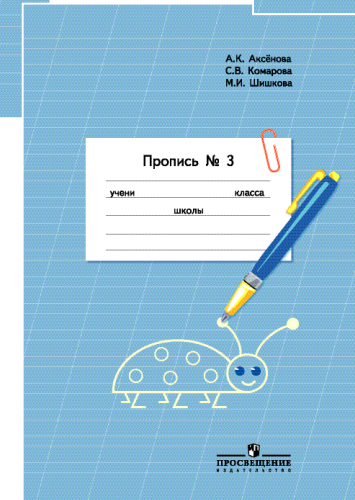 А.К. Аксёнова
С.В. Комарова
М.И. Шишкова
Пропись № 3
учени класса
школы
ПРОСВЕЩЕНИЕ
ИЗДАТЕЛЬСТВО